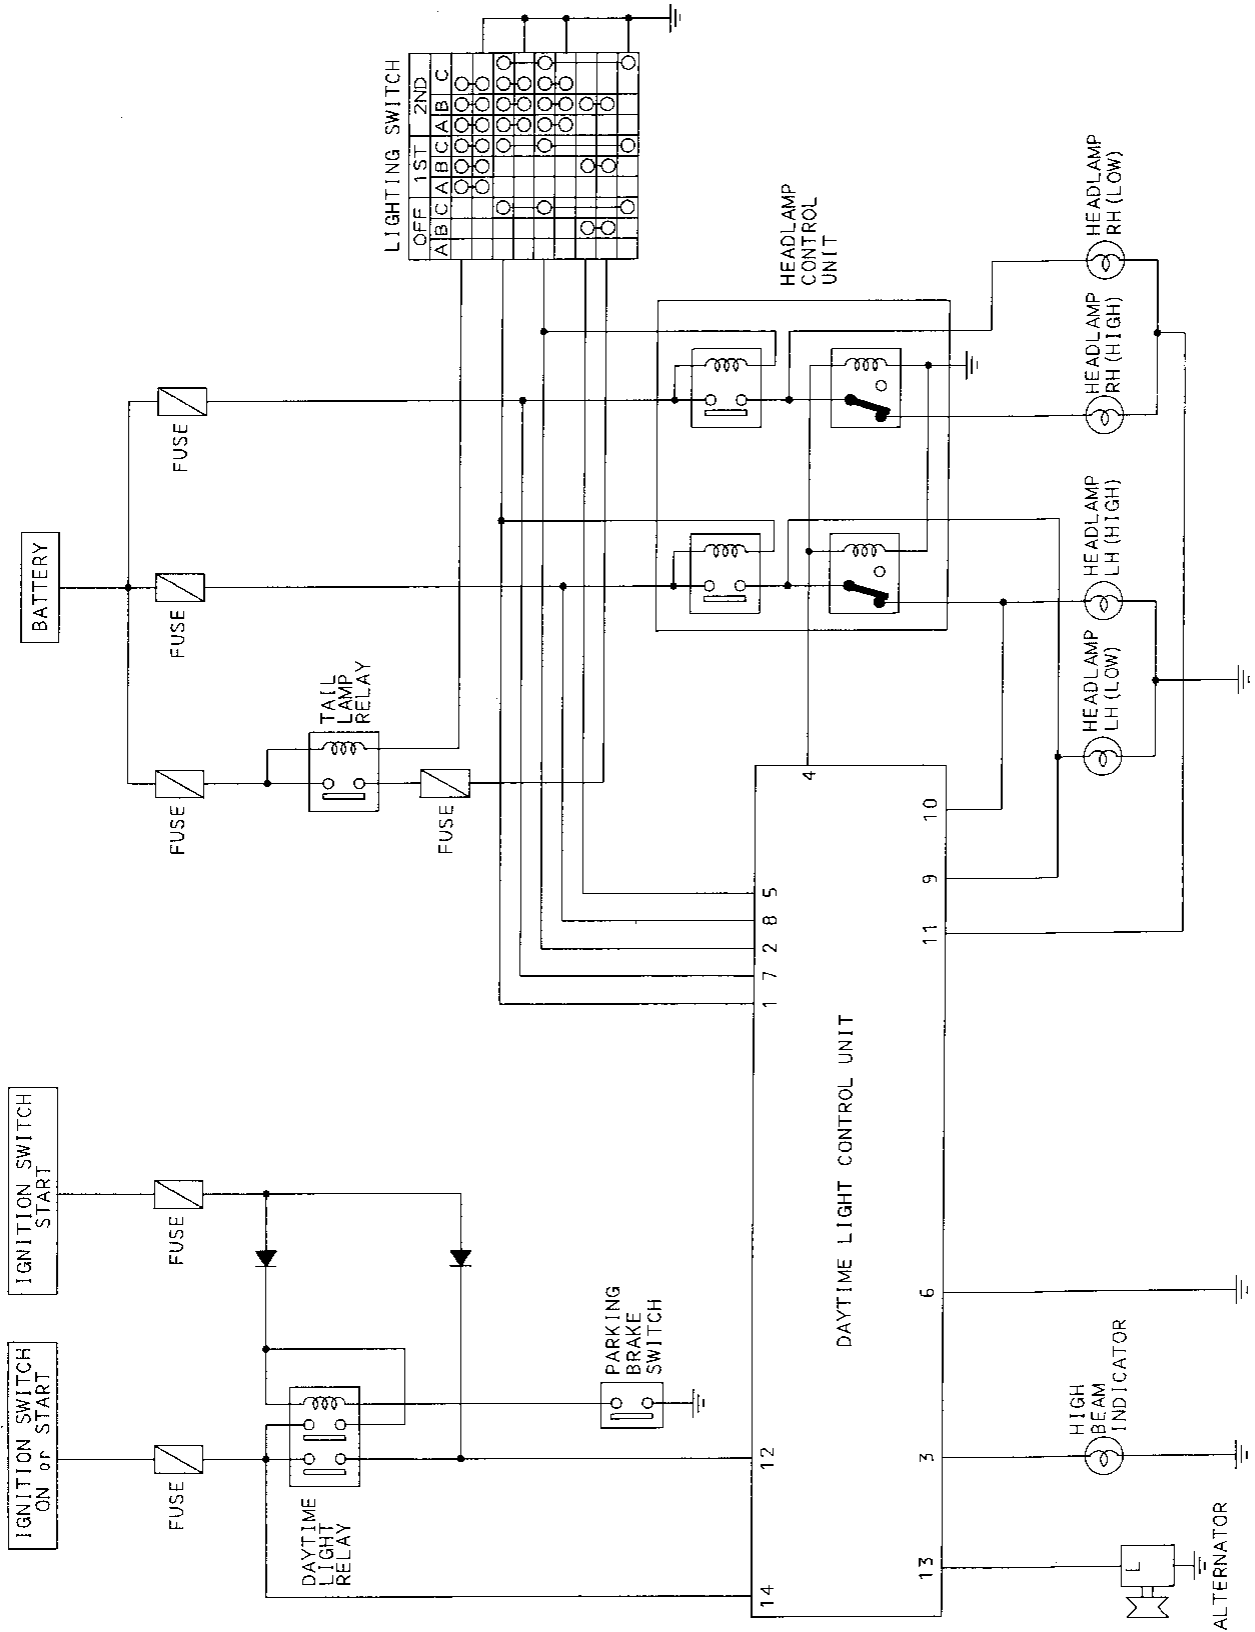 IGNITION SWITCH
ON or START
IGNITION SWITCH
START
BATTERY
FUSE
FUSE
FUSE
FUSE
FUSE
DAYTIME
LIGHT
RELAY
TAIL
LAMP
RELAY
FUSE
LIGHTING SWITCH
OFF 1ST 2ND
A B C A B C A B C
PARKING
BRAKE
SWITCH
HEADLAMP
CONTROL
UNIT
14 12 1 7 2 8 5 4
DAYTIME LIGHT CONTROL UNIT
13 3 6 11 9 10
HIGH
BEAM
INDICATOR
HEADLAMP
LH (LOW)
HEADLAMP
LH (HIGH)
HEADLAMP
RH (HIGH)
HEADLAMP
RH (LOW)
L
ALTERNATOR